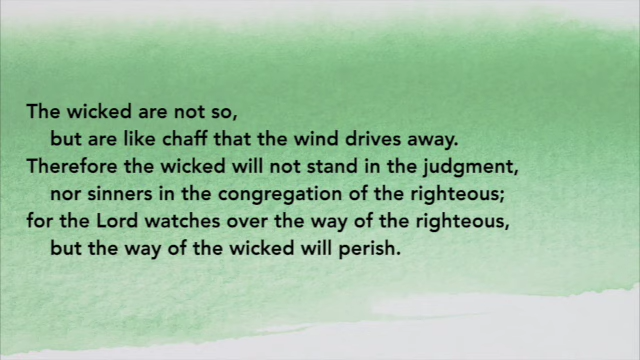 The wicked are not so,
but are like chaff that the wind drives away.
Therefore the wicked will not stand in the judgment,
nor sinners in the congregation of the righteous;
for the Lord watches over the way of the righteous,
but the way of the wicked will perish.